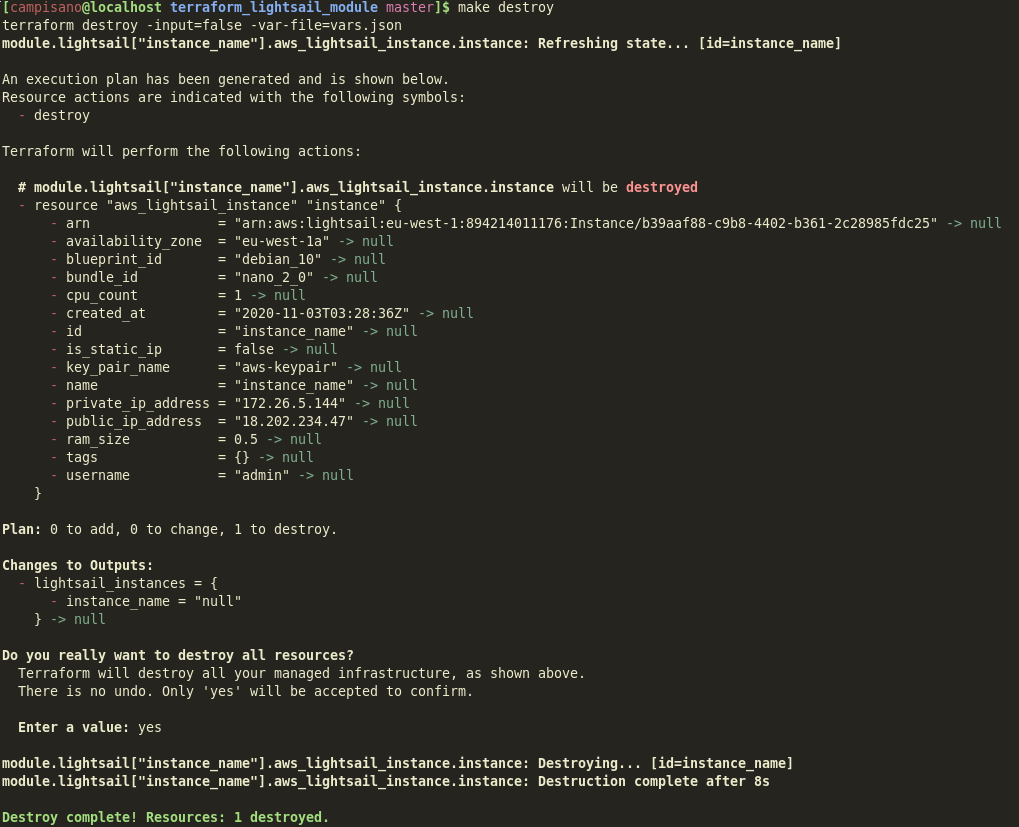 [campisano@localhost terraform_lightsail_module master]$ make destroy
terraform destroy -input=false -var-file=vars.json
module.lightsail["instance_name"].aws_lightsail_instance.instance: Refreshing state... [id=instance_name]

An execution plan has been generated and is shown below.
Resource actions are indicated with the following symbols:
  - destroy

Terraform will perform the following actions:

  # module.lightsail["instance_name"].aws_lightsail_instance.instance will be destroyed
  - resource "aws_lightsail_instance" "instance" {
      - arn                = "arn:aws:lightsail:eu-west-1:894214011176:Instance/b39aaf88-c9b8-4402-b361-2c28985fdc25" -> null
      - availability_zone  = "eu-west-1a" -> null
      - blueprint_id       = "debian_10" -> null
      - bundle_id          = "nano_2_0" -> null
      - cpu_count          = 1 -> null
      - created_at         = "2020-11-03T03:28:36Z" -> null
      - id                 = "instance_name" -> null
      - is_static_ip       = false -> null
      - key_pair_name      = "aws-keypair" -> null
      - name               = "instance_name" -> null
      - private_ip_address = "172.26.5.144" -> null
      - public_ip_address  = "18.202.234.47" -> null
      - ram_size           = 0.5 -> null
      - tags               = {} -> null
      - username           = "admin" -> null
    }

Plan: 0 to add, 0 to change, 1 to destroy.

Changes to Outputs:
  - lightsail_instances = {
      - instance_name = "null"
    } -> null

Do you really want to destroy all resources?
  Terraform will destroy all your managed infrastructure, as shown above.
  There is no undo. Only 'yes' will be accepted to confirm.

  Enter a value: yes

module.lightsail["instance_name"].aws_lightsail_instance.instance: Destroying... [id=instance_name]
module.lightsail["instance_name"].aws_lightsail_instance.instance: Destruction complete after 8s

Destroy complete! Resources: 1 destroyed.